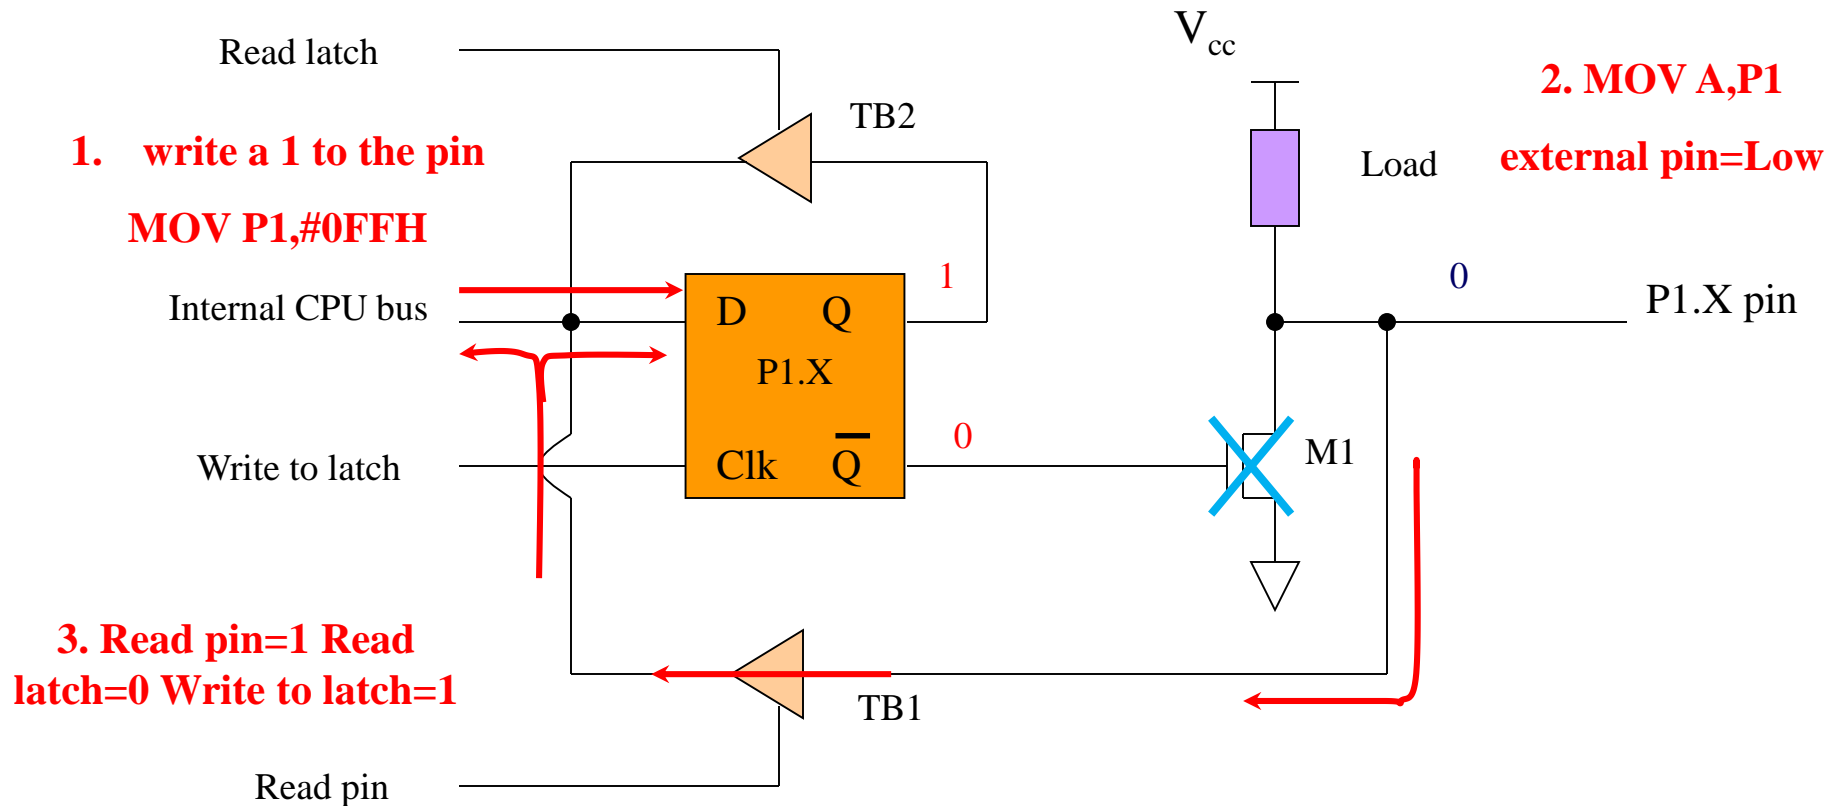 Read latch
V
cc
2. MOV A,P1
TB2
1. write a 1 to the pin
Load
external pin=Low
MOV P1,#0FFH
Internal CPU bus
D
Q
1
0
P1.X pin
P1.X
Write to latch
Clk
Q
0
M1
3. Read pin=1 Read
latch=0 Write to latch=1
TB1
Read pin